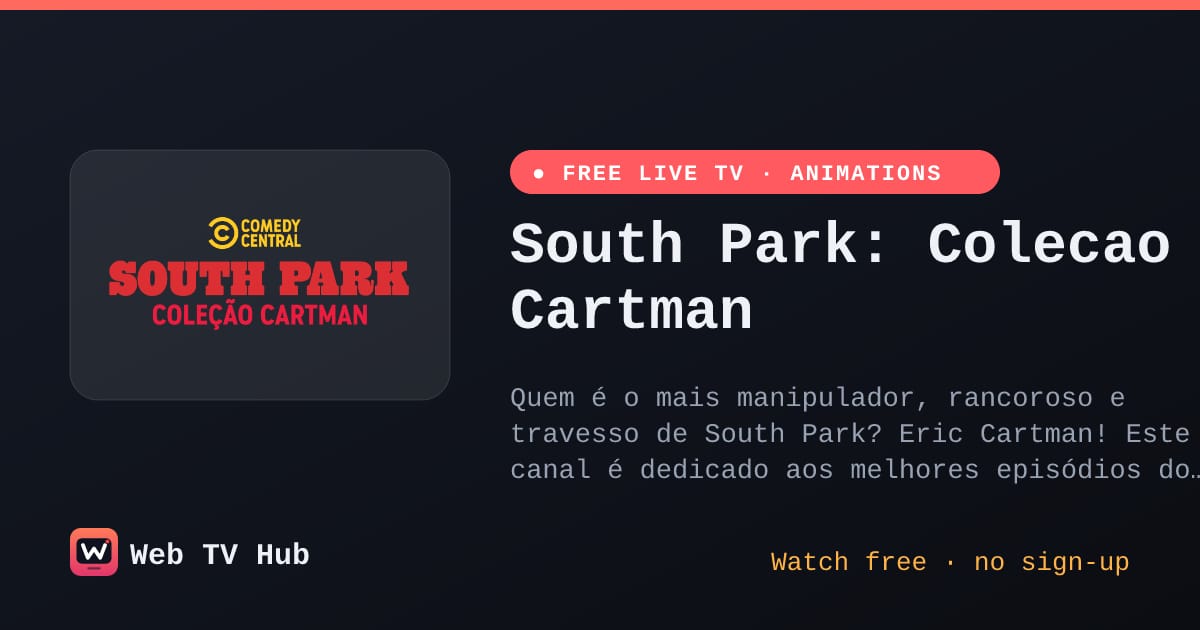 COMEDY
CENTRAL
SOUTH PARK
COLEÇÃO CARTMAN
● FREE LIVE TV · ANIMATIONS
South Park: Colecao
Cartman
Quem é o mais manipulador, rancoroso e
travesso de South Park? Eric Cartman! Este
canal é dedicado aos melhores episódios do…
Web TV Hub
Watch free · no sign-up